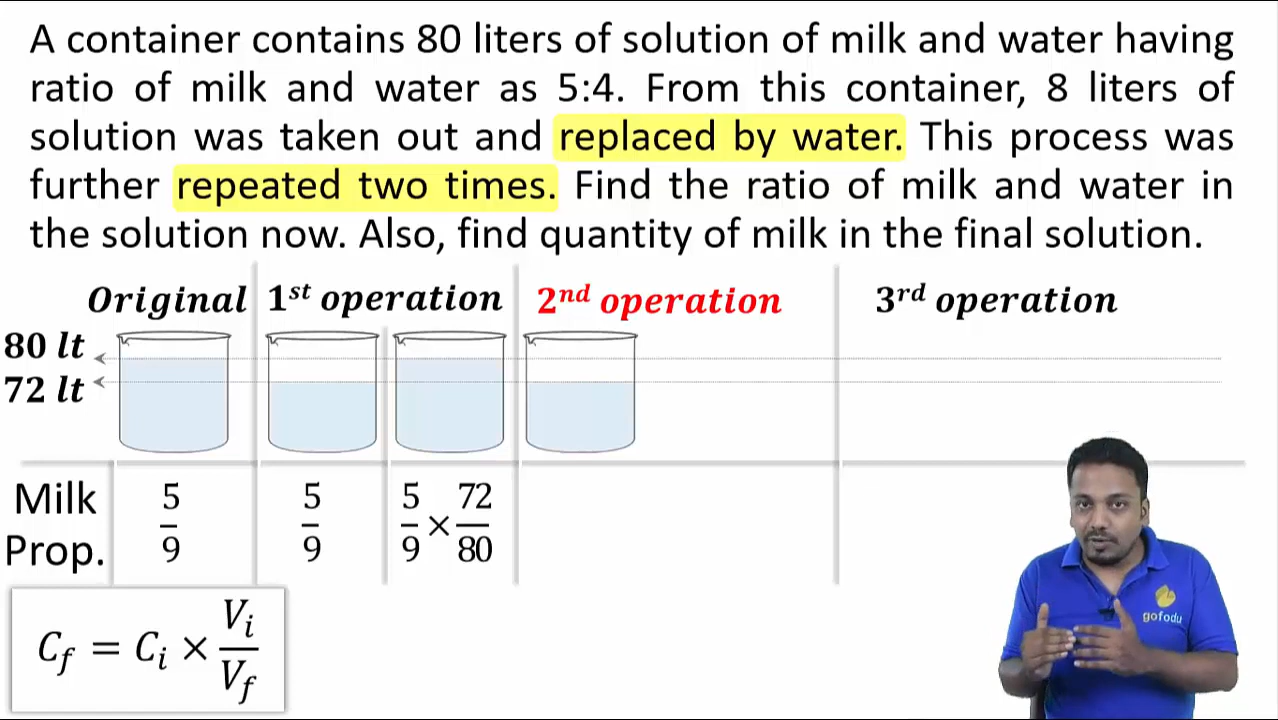 A container contains 80 liters of solution of milk and water having
ratio of milk and water as 5:4. From this container, 8 liters of
solution was taken out and replaced by water. This process was
further repeated two times. Find the ratio of milk and water in
the solution now. Also, find quantity of milk in the final solution.
Original 1st operation 2nd operation 3rd operation
80 lt
72 lt
Milk Prop. 5/9 5/9 5/9 × 72/80
C_f = C_i × V_i/V_f
gofodu